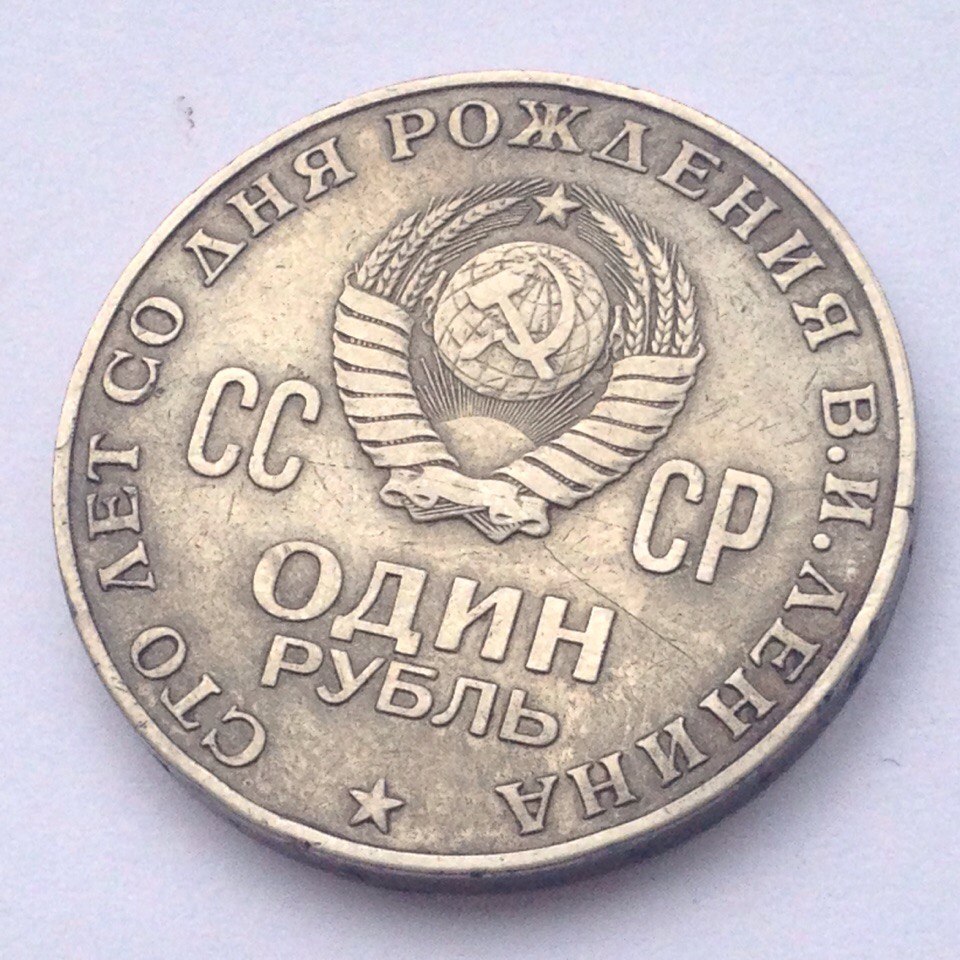 СТО ЛЕТ СО ДНЯ РОЖДЕНИЯ В.И.ЛЕНИНА
СС СР
ОДИН
РУБЛЬ